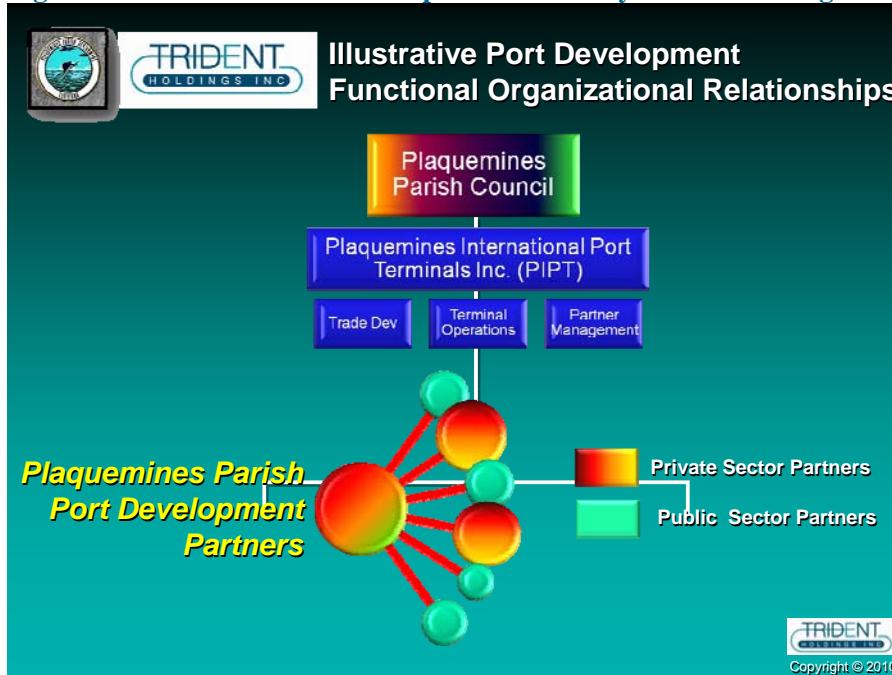 TRIDENT
HOLDINGS INC
Illustrative Port Development
Functional Organizational Relationships
Plaquemines
Parish Council
Plaquemines International Port
Terminals Inc. (PIPT)
Trade Dev
Terminal
Operations
Partner
Management
Plaquemines Parish
Port Development
Partners
Private Sector Partners
Public Sector Partners
TRIDENT
HOLDINGS INC
Copyright © 2010